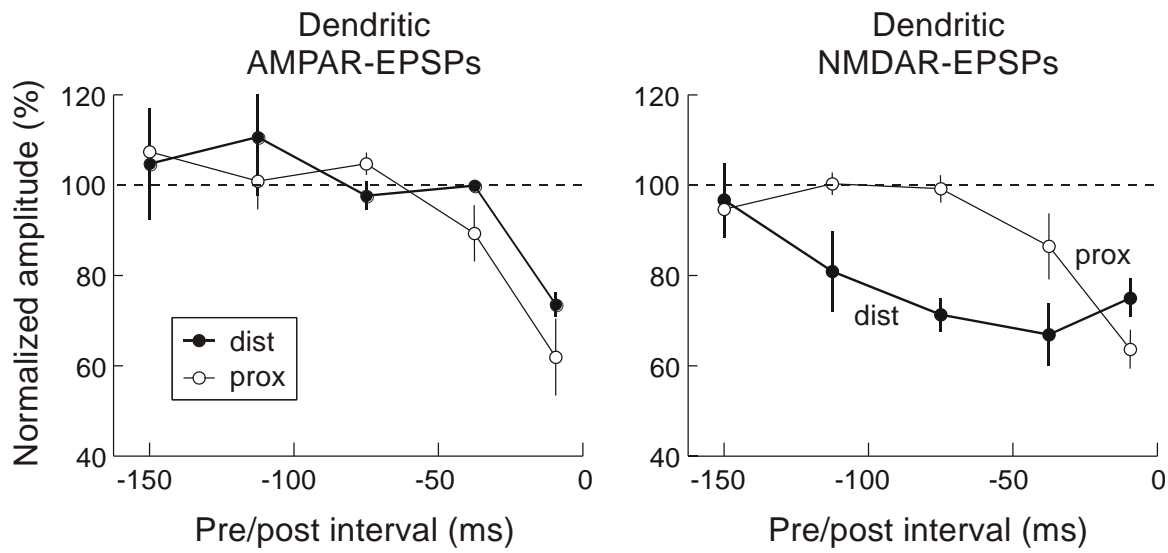 Dendritic
AMPAR-EPSPs
Dendritic
NMDAR-EPSPs
Normalized amplitude (%)
120
100
80
60
40
dist
prox
-150
-100
-50
0
Pre/post interval (ms)
120
100
80
60
40
prox
dist
-150
-100
-50
0
Pre/post interval (ms)